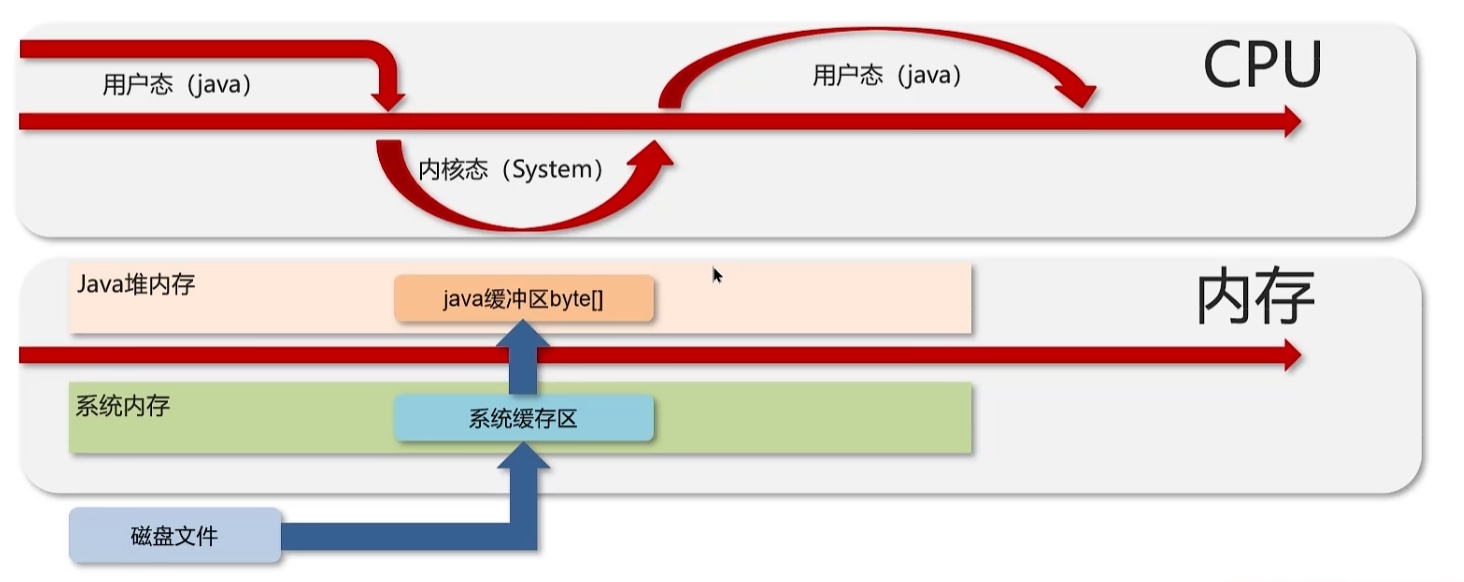 CPU
用户态（java）
用户态（java）
内核态（System）
内存
Java堆内存
java缓冲区byte[]
系统内存
系统缓存区
磁盘文件